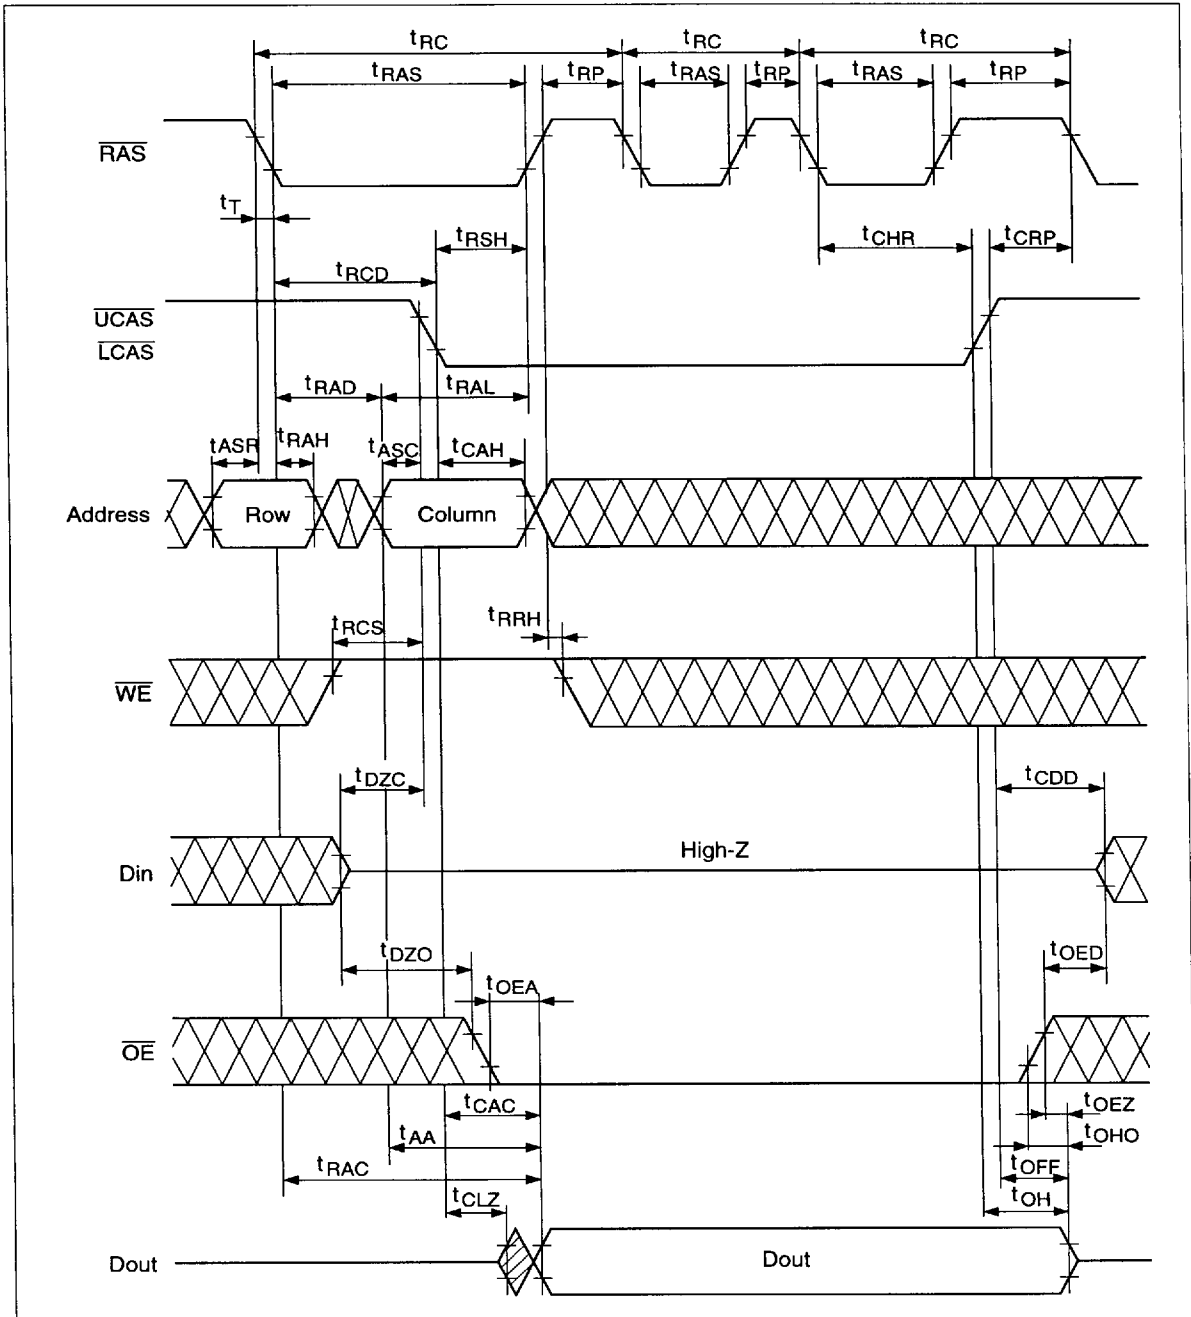 tRC tRC tRC
tRAS tRP tRAS tRP tRAS tRP
RAS
tT
tRSH tCHR tCRP
tRCD
UCAS
LCAS
tRAD tRAL
tASR tRAH tASC tCAH
Address Row Column
tRRH
tRCS
WE
tDZC tCDD
High-Z
Din
tDZO tOED
tOEA
OE
tCAC tOEZ
tAA tOHO
tRAC tOFF
tCLZ tOH
Dout Dout